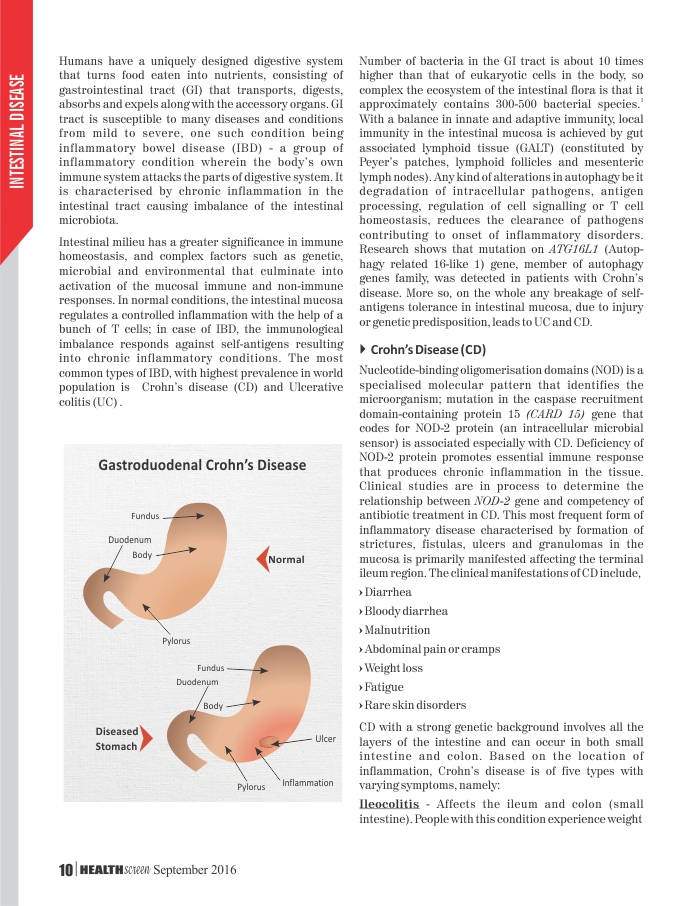 INTESTINAL DISEASE
Humans have a uniquely designed digestive system
that turns food eaten into nutrients, consisting of
gastrointestinal tract (GI) that transports, digests,
absorbs and expels along with the accessory organs. GI
tract is susceptible to many diseases and conditions
from mild to severe, one such condition being
inflammatory bowel disease (IBD) - a group of
inflammatory condition wherein the body's own
immune system attacks the parts of digestive system. It
is characterised by chronic inflammation in the
intestinal tract causing imbalance of the intestinal
microbiota.
Intestinal milieu has a greater significance in immune
homeostasis, and complex factors such as genetic,
microbial and environmental that culminate into
activation of the mucosal immune and non-immune
responses. In normal conditions, the intestinal mucosa
regulates a controlled inflammation with the help of a
bunch of T cells; in case of IBD, the immunological
imbalance responds against self-antigens resulting
into chronic inflammatory conditions. The most
common types of IBD, with highest prevalence in world
population is Crohn's disease (CD) and Ulcerative
colitis (UC) .
Gastroduodenal Crohn's Disease
Fundus
Duodenum
Body
Normal
Pylorus
Fundus
Duodenum
Body
Diseased
Stomach
Ulcer
Inflammation
Pylorus
Number of bacteria in the GI tract is about 10 times
higher than that of eukaryotic cells in the body, so
complex the ecosystem of the intestinal flora is that it
approximately contains 300-500 bacterial species.1
With a balance in innate and adaptive immunity, local
immunity in the intestinal mucosa is achieved by gut
associated lymphoid tissue (GALT) (constituted by
Peyer's patches, lymphoid follicles and mesenteric
lymph nodes). Any kind of alterations in autophagy be it
degradation of intracellular pathogens, antigen
processing, regulation of cell signalling or T cell
homeostasis, reduces the clearance of pathogens
contributing to onset of inflammatory disorders.
Research shows that mutation on ATG16L1 (Autop-
hagy related 16-like 1) gene, member of autophagy
genes family, was detected in patients with Crohn's
disease. More so, on the whole any breakage of self-
antigens tolerance in intestinal mucosa, due to injury
or genetic predisposition, leads to UC and CD.
Crohn's Disease (CD)
Nucleotide-binding oligomerisation domains (NOD) is a
specialised molecular pattern that identifies the
microorganism; mutation in the caspase recruitment
domain-containing protein 15 (CARD 15) gene that
codes for NOD-2 protein (an intracellular microbial
sensor) is associated especially with CD. Deficiency of
NOD-2 protein promotes essential immune response
that produces chronic inflammation in the tissue.
Clinical studies are in process to determine the
relationship between NOD-2 gene and competency of
antibiotic treatment in CD. This most frequent form of
inflammatory disease characterised by formation of
strictures, fistulas, ulcers and granulomas in the
mucosa is primarily manifested affecting the terminal
ileum region. The clinical manifestations of CD include,
› Diarrhea
› Bloody diarrhea
› Malnutrition
› Abdominal pain or cramps
› Weight loss
› Fatigue
› Rare skin disorders
CD with a strong genetic background involves all the
layers of the intestine and can occur in both small
intestine and colon. Based on the location of
inflammation, Crohn's disease is of five types with
varying symptoms, namely:
Ileocolitis - Affects the ileum and colon (small
intestine). People with this condition experience weight
10 | HEALTHscreen September 2016